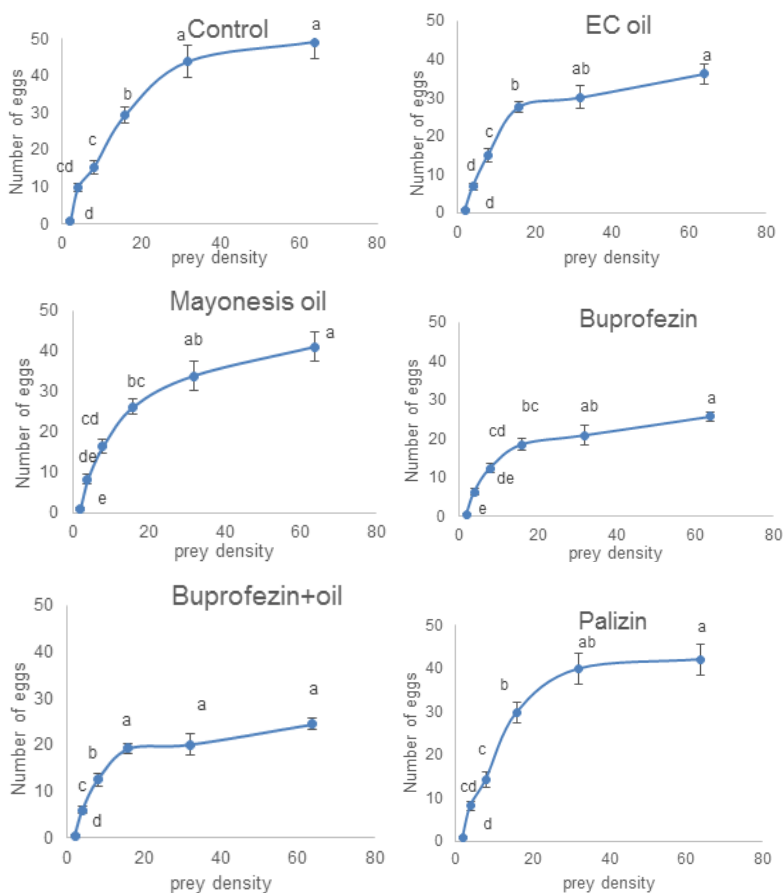 Control
Number of eggs
50
40
30
20
10
0
a
a
b
c
cd
d
0 20 40 60 80
prey density
EC oil
Number of eggs
50
40
30
20
10
0
a
ab
b
c
d
d
0 20 40 60 80
prey density
Mayonesis oil
Number of eggs
50
40
30
20
10
0
a
ab
bc
cd
de
e
0 20 40 60 80
prey density
Buprofezin
Number of eggs
50
40
30
20
10
0
a
ab
bc
cd
de
e
0 20 40 60 80
prey density
Buprofezin+oil
Number of eggs
50
40
30
20
10
0
a
a
a
b
c
d
0 20 40 60 80
prey density
Palizin
Number of eggs
50
40
30
20
10
0
a
ab
b
c
cd
d
0 20 40 60 80
prey density